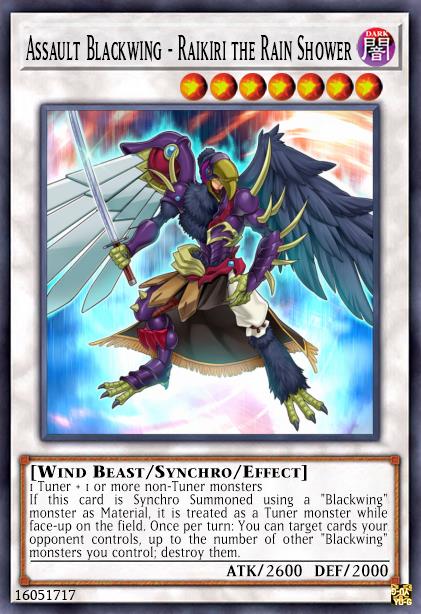 Assault Blackwing - Raikiri the Rain Shower
DARK
闇
[Wind Beast/Synchro/Effect]
1 Tuner + 1 or more non-Tuner monsters
If this card is Synchro Summoned using a "Blackwing"
monster as Material, it is treated as a Tuner monster while
face-up on the field. Once per turn: You can target cards your
opponent controls, up to the number of other "Blackwing"
monsters you control; destroy them.
ATK/2600 DEF/2000
16051717